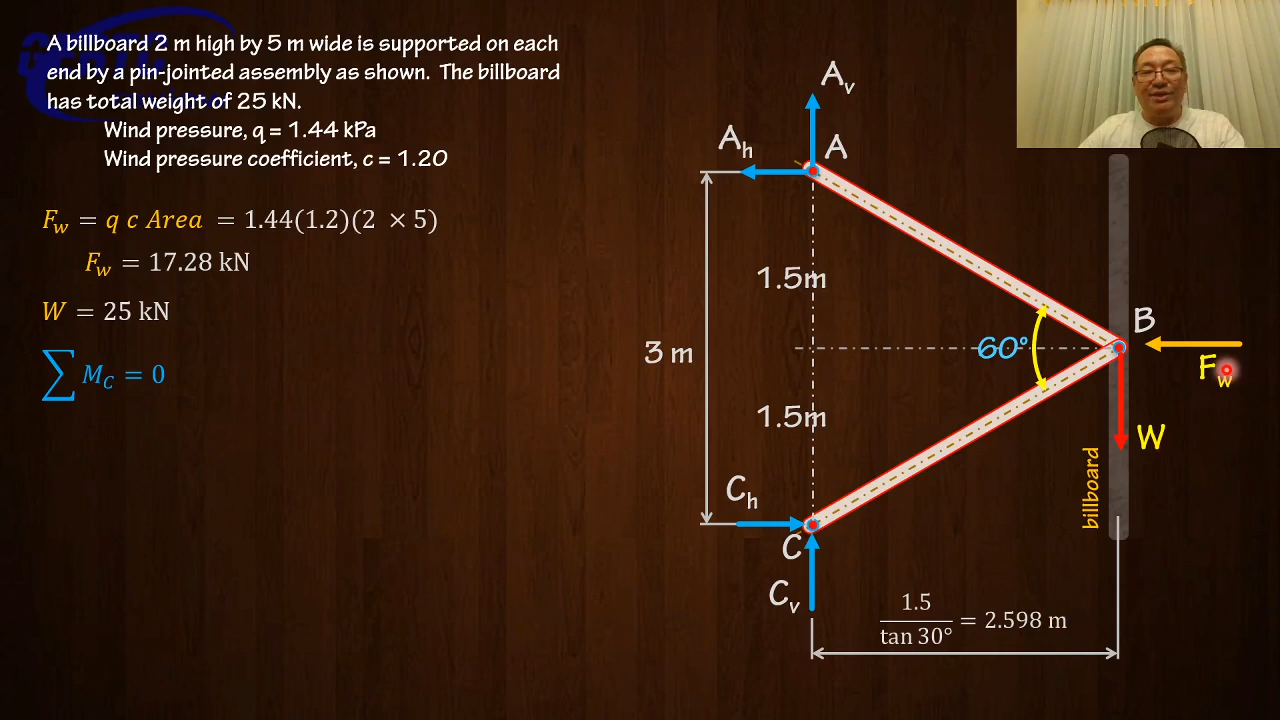 A billboard 2 m high by 5 m wide is supported on each
end by a pin-jointed assembly as shown. The billboard
has total weight of 25 kN.
Wind pressure, q = 1.44 kPa
Wind pressure coefficient, c = 1.20
F_w = q c Area = 1.44(1.2)(2 × 5)
F_w = 17.28 kN
W = 25 kN
∑ M_C = 0
A_v
A_h
A
1.5m
B
60°
3 m
F_w
1.5m
W
billboard
C_h
C
C_v
1.5 / tan 30° = 2.598 m